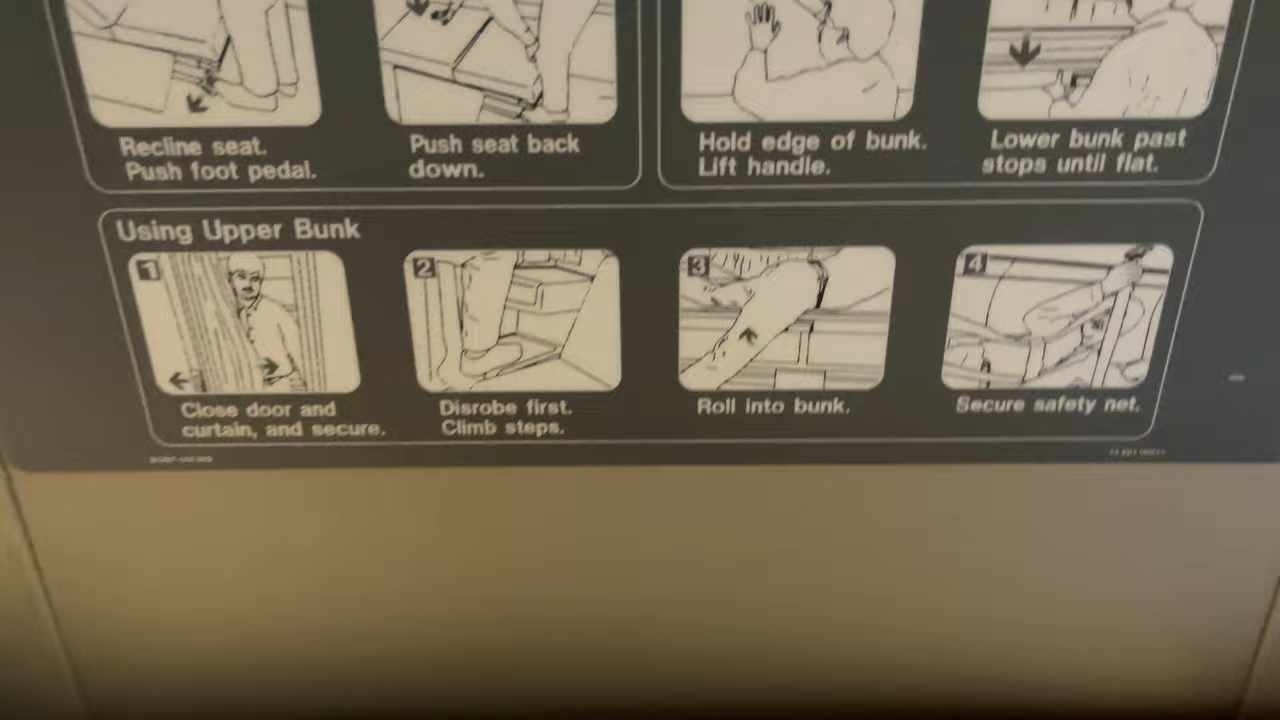 Recline seat.
Push foot pedal.
Push seat back
down.
Hold edge of bunk.
Lift handle.
Lower bunk past
stops until flat.
Using Upper Bunk
1
Close door and
curtain, and secure.
2
Disrobe first.
Climb steps.
3
Roll into bunk.
4
Secure safety net.